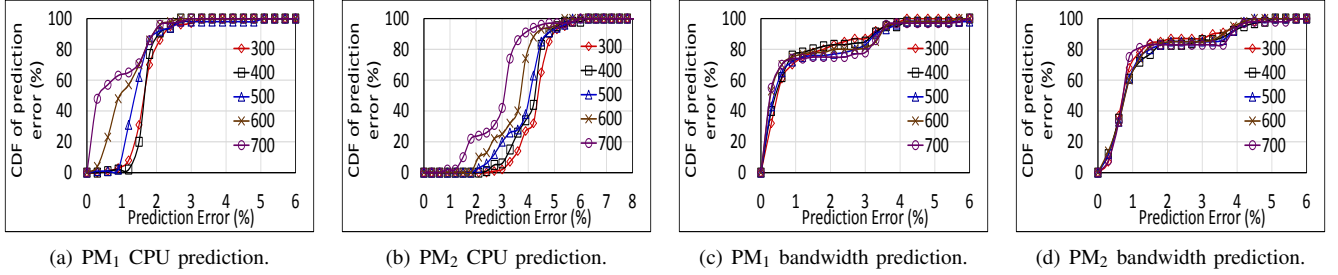 CDF of prediction
error (%)
100
80
60
40
20
0
0 1 2 3 4 5 6
Prediction Error (%)
300
400
500
600
700
(a) PM1 CPU prediction.
CDF of prediction
error (%)
100
80
60
40
20
0
0 1 2 3 4 5 6 7 8
Prediction Error (%)
300
400
500
600
700
(b) PM2 CPU prediction.
CDF of prediction
error (%)
100
80
60
40
20
0
0 1 2 3 4 5 6
Prediction Error (%)
300
400
500
600
700
(c) PM1 bandwidth prediction.
CDF of prediction
error (%)
100
80
60
40
20
0
0 1 2 3 4 5 6
Prediction Error (%)
300
400
500
600
700
(d) PM2 bandwidth prediction.